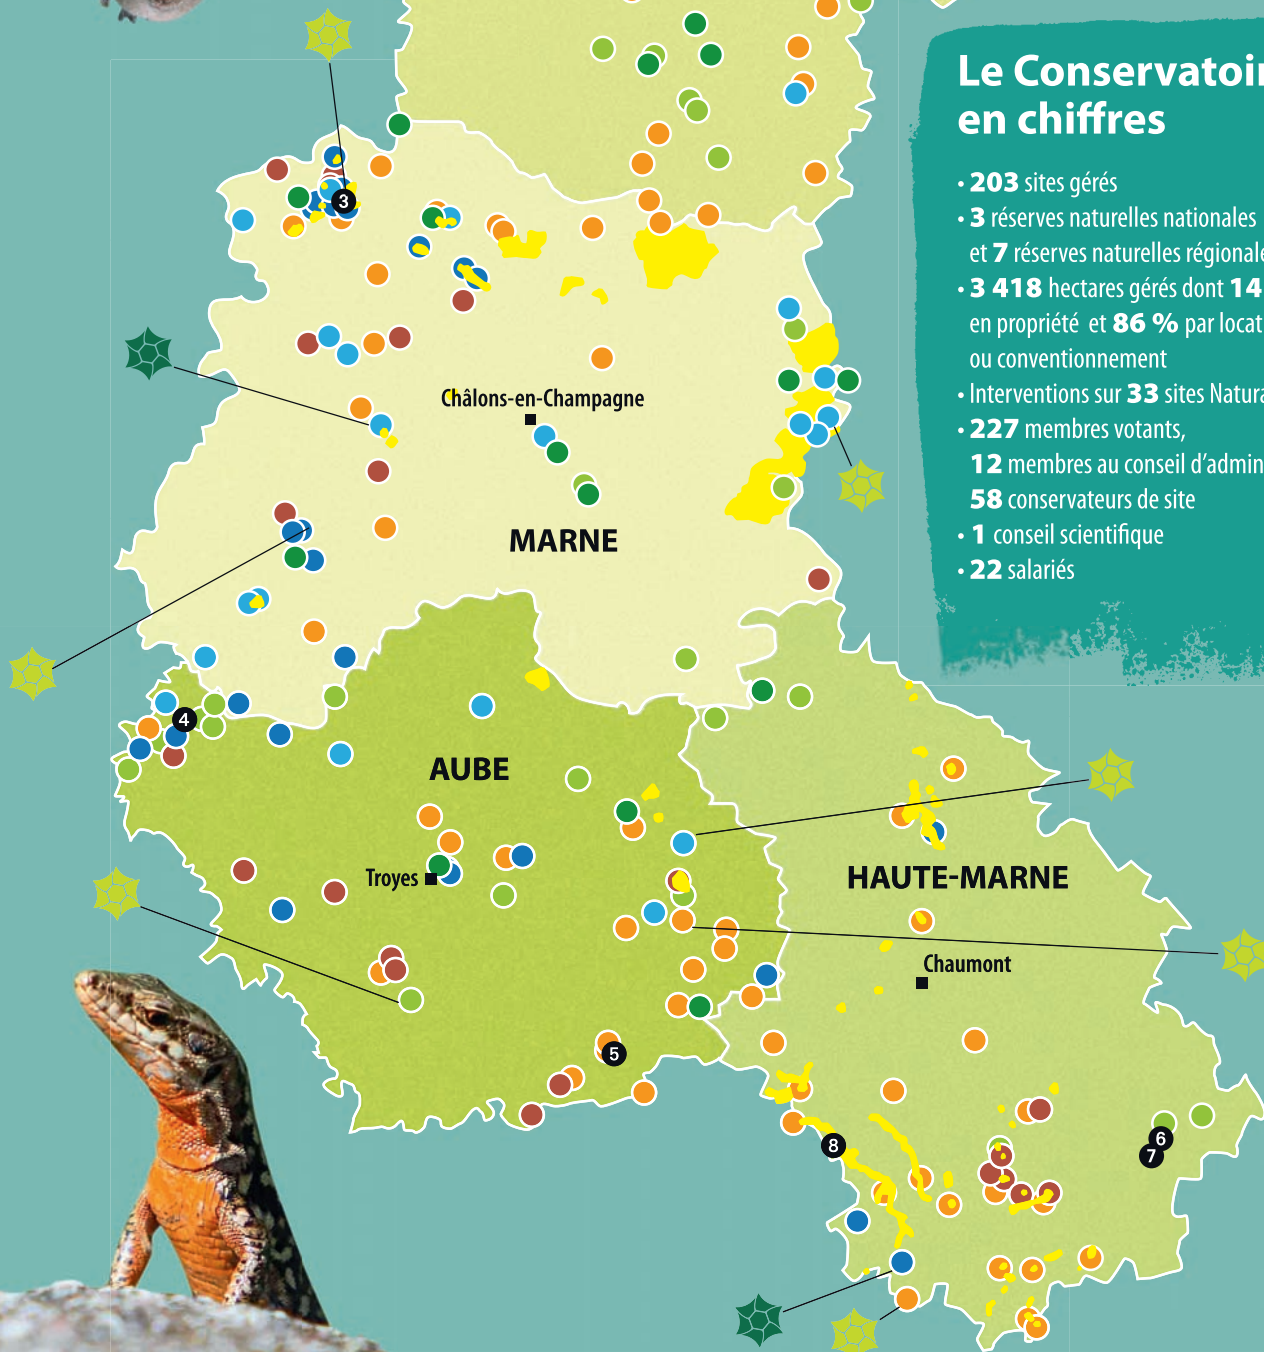 Le Conservatoi
en chiffres
• 203 sites gérés
• 3 réserves naturelles nationales
et 7 réserves naturelles régional
• 3 418 hectares gérés dont 14
en propriété et 86 % par locat
ou conventionnement
• Interventions sur 33 sites Natur
• 227 membres votants,
12 membres au conseil d'admin
58 conservateurs de site
• 1 conseil scientifique
• 22 salariés
3
Châlons-en-Champagne
MARNE
4
AUBE
Troyes
HAUTE-MARNE
Chaumont
5
6
7
8